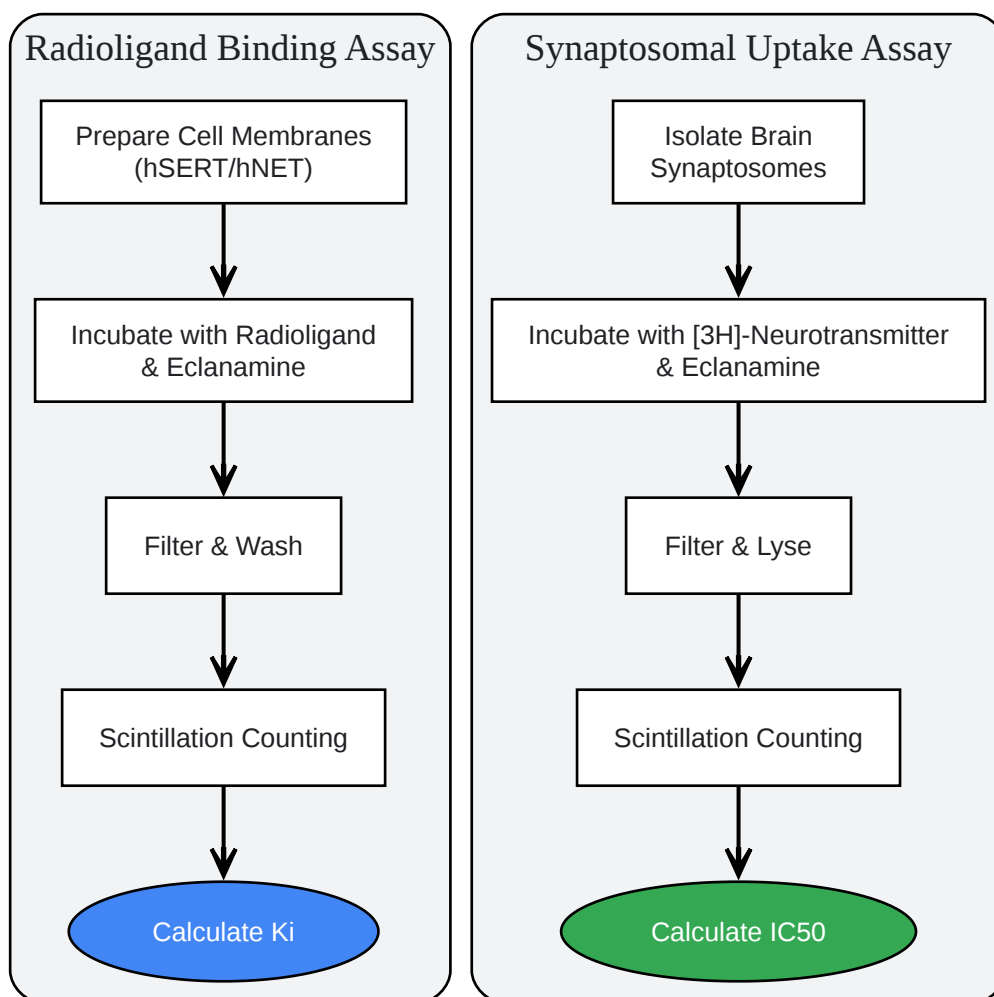 Radioligand Binding Assay
Prepare Cell Membranes
(hSERT/hNET)
Incubate with Radioligand
& Eclanamine
Filter & Wash
Scintillation Counting
Calculate Ki
Synaptosomal Uptake Assay
Isolate Brain
Synaptosomes
Incubate with [3H]-Neurotransmitter
& Eclanamine
Filter & Lyse
Scintillation Counting
Calculate IC50